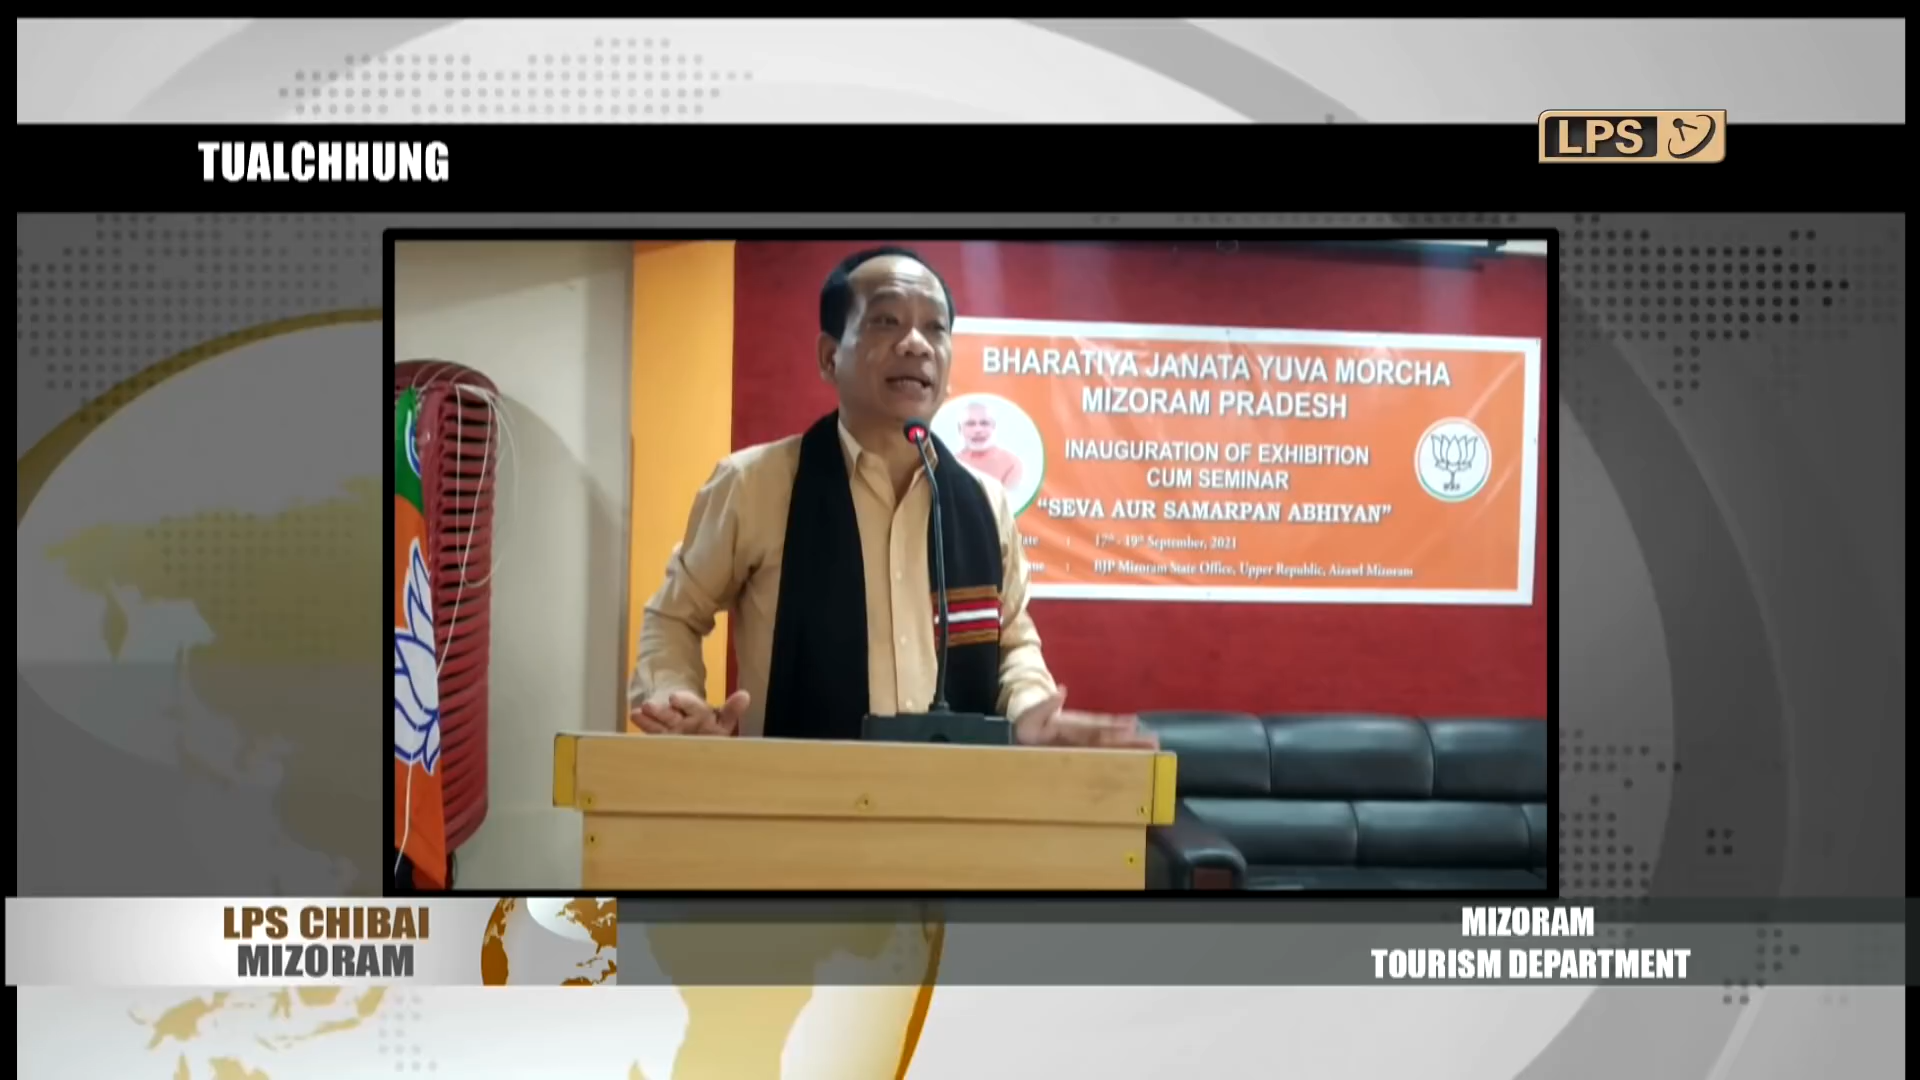 TUALCHHUNG
LPS
BHARATIYA JANATA YUVA MORCHA
MIZORAM PRADESH
INAUGURATION OF EXHIBITION
CUM SEMINAR
“SEVA AUR SAMARPAN ABHIYAN”
: 17th - 19th September, 2021
: BJP Mizoram State Office, Upper Republic, Aizawl Mizoram
LPS CHIBAI
MIZORAM
MIZORAM
TOURISM DEPARTMENT